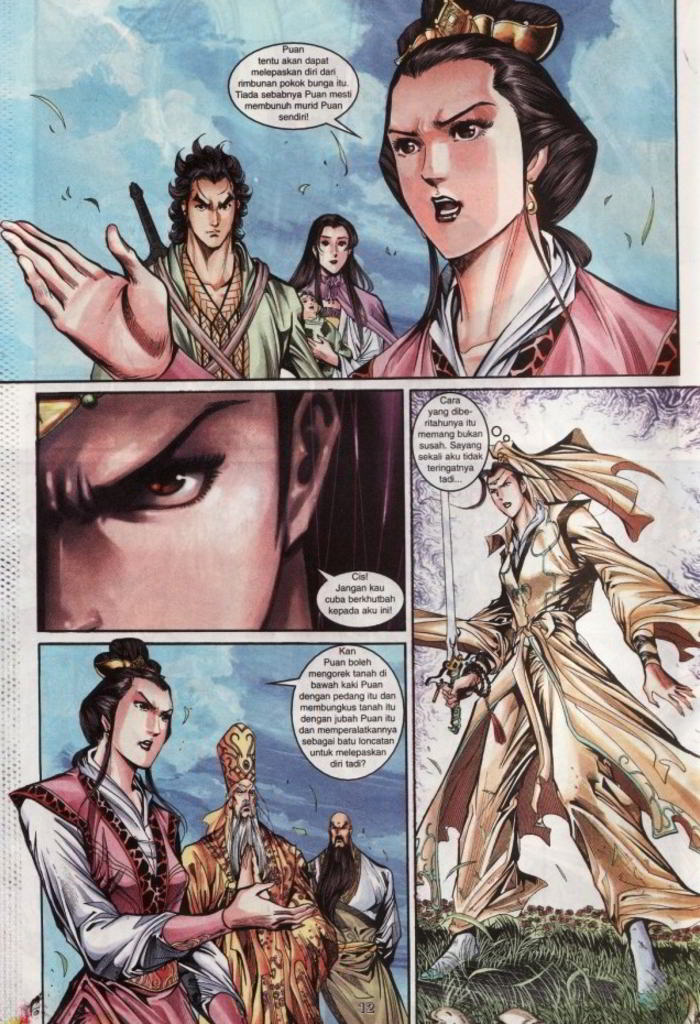 Puan
tentu akan dapat
melepaskan diri dari
rimbunan pokok bunga itu.
Tiada sebabnya Puan mesti
membunuh murid Puan
sendiri!
Cis!
Jangan kau
cuba berkhutbah
kepada aku ini!
Cara
yang dibe-
ritahunya itu
memang bukan
susah. Sayang
sekali aku tidak
teringatnya
tadi...
Kan
Puan boleh
mengorek tanah di
bawah kaki Puan
dengan pedang itu dan
membungkus tanah itu
dengan jubah Puan itu
dan memperalatkannya
sebagai batu loncatan
untuk melepaskan
diri tadi?
12